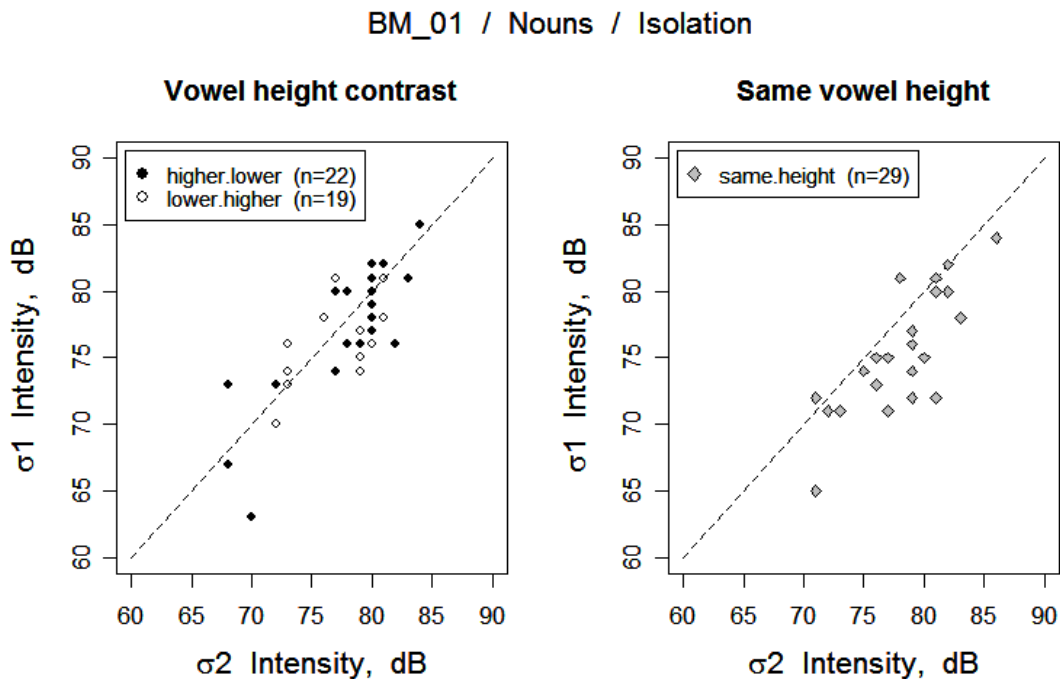 BM_01 / Nouns / Isolation
Vowel height contrast
higher.lower (n=22)
lower.higher (n=19)
90
85
80
75
70
65
60
σ1 Intensity, dB
60 65 70 75 80 85 90
σ2 Intensity, dB
Same vowel height
same.height (n=29)
90
85
80
75
70
65
60
σ1 Intensity, dB
60 65 70 75 80 85 90
σ2 Intensity, dB